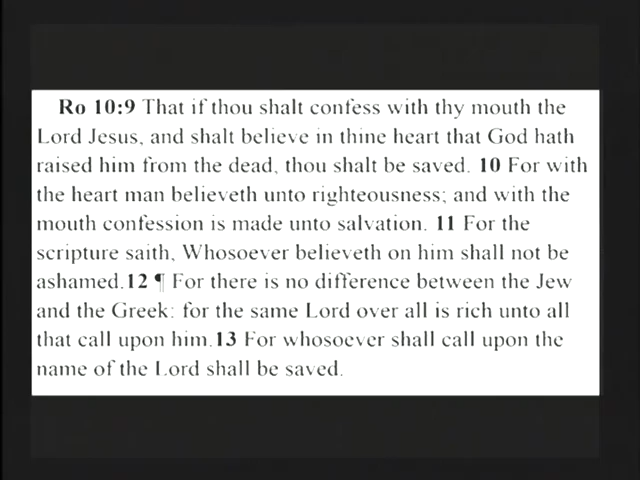 Ro 10:9 That if thou shalt confess with thy mouth the
Lord Jesus, and shalt believe in thine heart that God hath
raised him from the dead, thou shalt be saved. 10 For with
the heart man believeth unto righteousness; and with the
mouth confession is made unto salvation. 11 For the
scripture saith, Whosoever believeth on him shall not be
ashamed.12 ¶ For there is no difference between the Jew
and the Greek: for the same Lord over all is rich unto all
that call upon him.13 For whosoever shall call upon the
name of the Lord shall be saved.